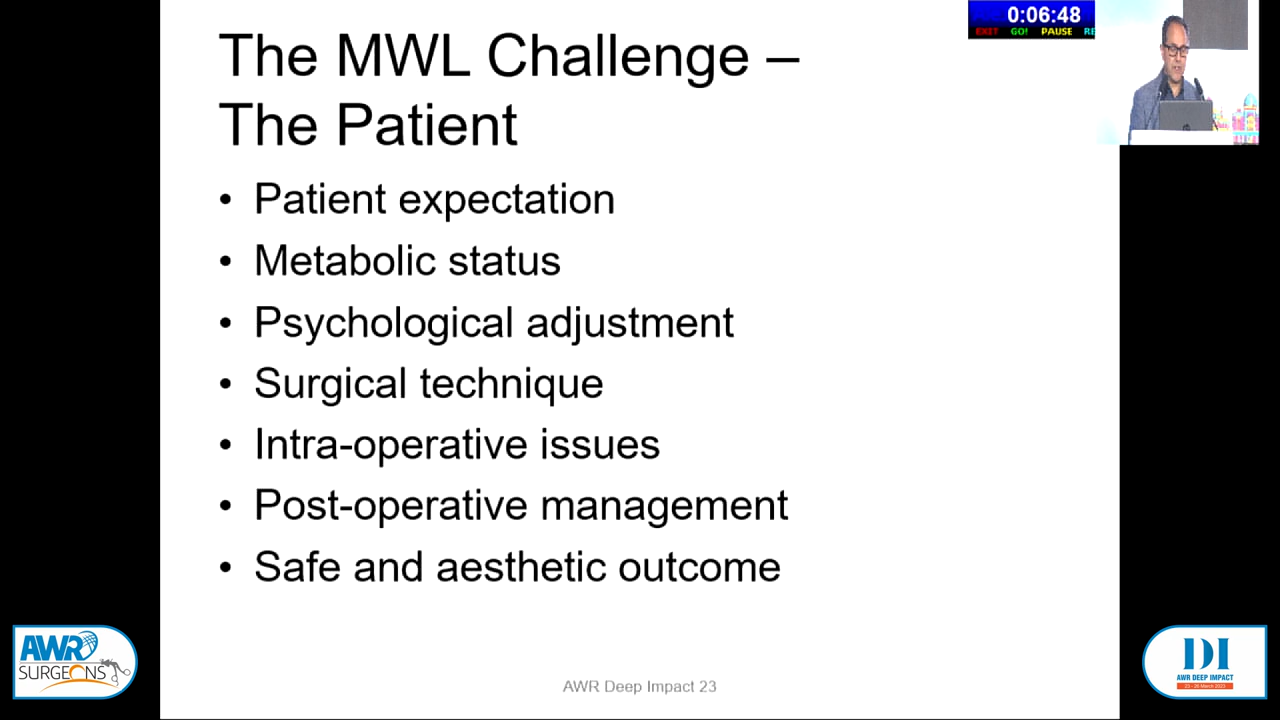 The MWL Challenge –
The Patient
• Patient expectation
• Metabolic status
• Psychological adjustment
• Surgical technique
• Intra-operative issues
• Post-operative management
• Safe and aesthetic outcome
AWR Deep Impact 23
0:06:48
EXIT GO! PAUSE RE
AWR
SURGEONS
DI
AWR DEEP IMPACT